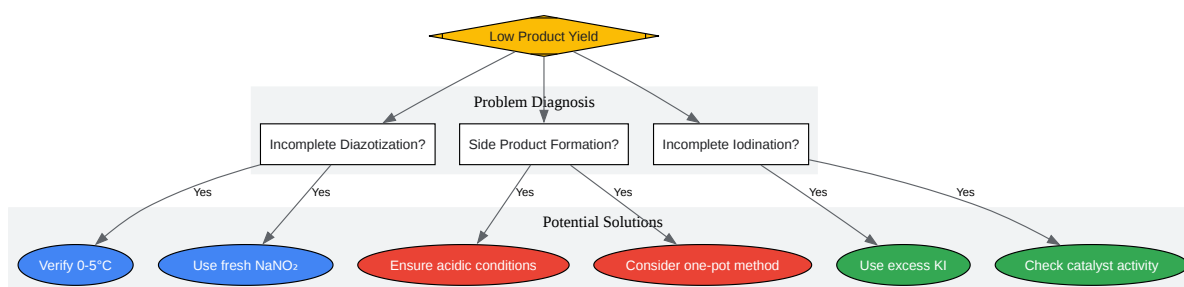 Low Product Yield
Problem Diagnosis
Incomplete Diazotization?
Side Product Formation?
Incomplete Iodination?
Yes
Yes
Yes
Yes
Yes
Yes
Potential Solutions
Verify 0-5°C
Use fresh NaNO₂
Ensure acidic conditions
Consider one-pot method
Use excess KI
Check catalyst activity